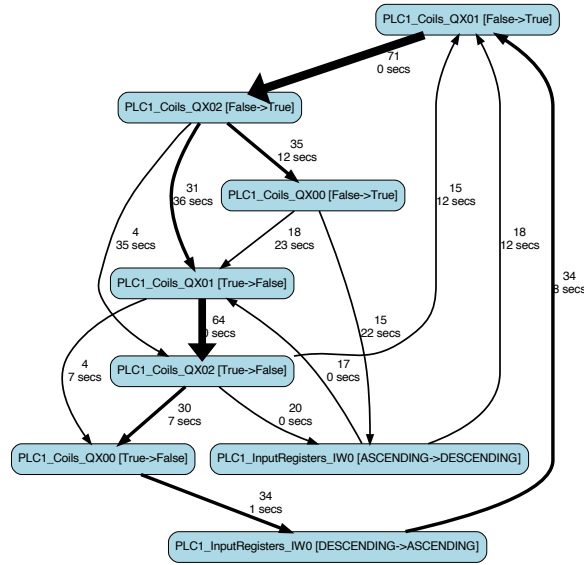 PLC1_Coils_QX01 [False->True]
71
0 secs
PLC1_Coils_QX02 [False->True]
35
12 secs
31
36 secs
PLC1_Coils_QX00 [False->True]
15
12 secs
4
35 secs
18
23 secs
18
12 secs
PLC1_Coils_QX01 [True->False]
34
8 secs
64
0 secs
15
22 secs
4
7 secs
PLC1_Coils_QX02 [True->False]
17
0 secs
30
7 secs
20
0 secs
PLC1_Coils_QX00 [True->False]
PLC1_InputRegisters_IW0 [ASCENDING->DESCENDING]
34
1 secs
PLC1_InputRegisters_IW0 [DESCENDING->ASCENDING]